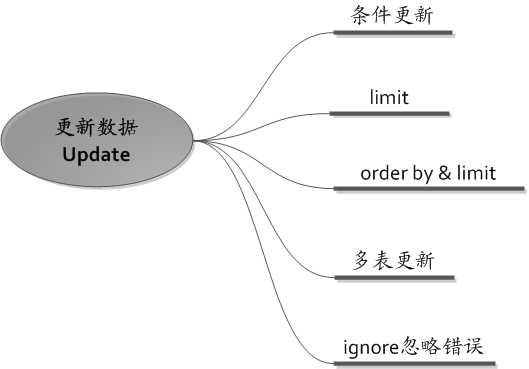 更新数据
Update
条件更新
limit
order by & limit
多表更新
ignore忽略错误